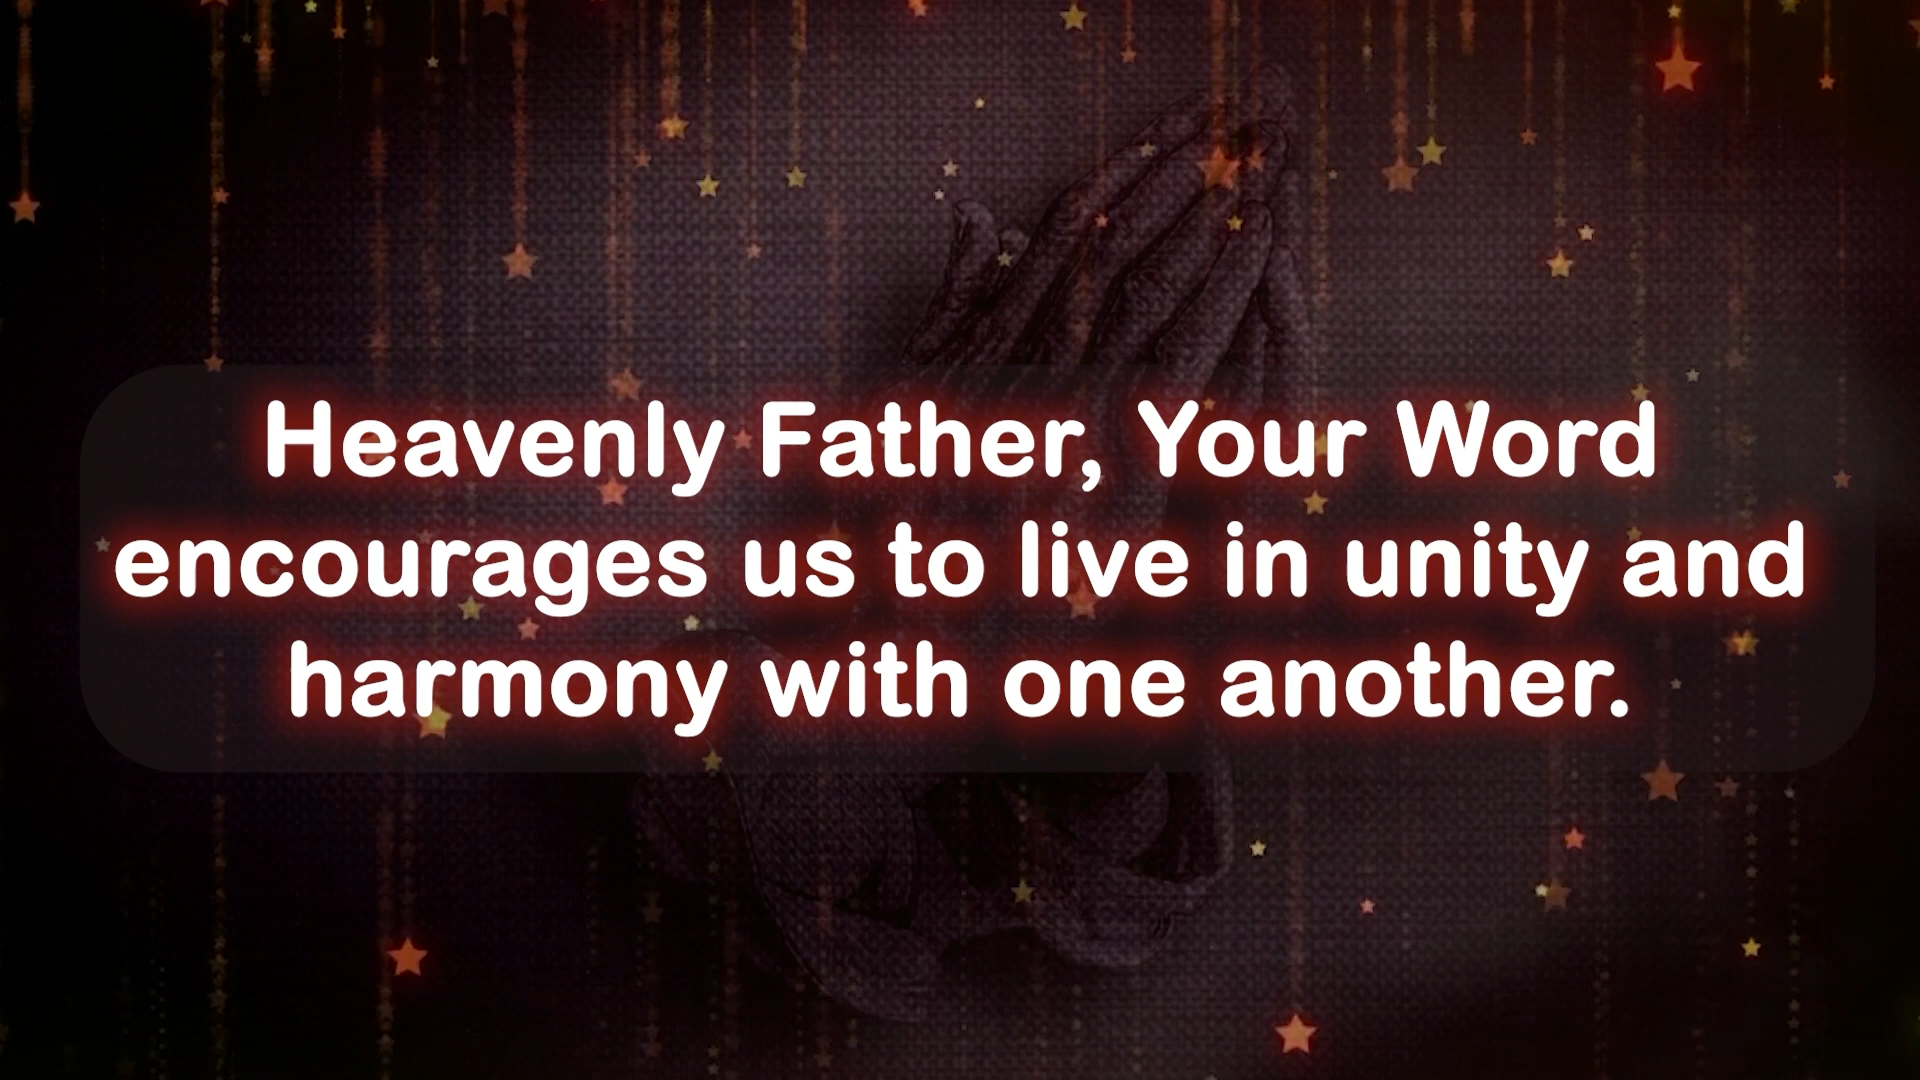 Heavenly Father, Your Word
encourages us to live in unity and
harmony with one another.